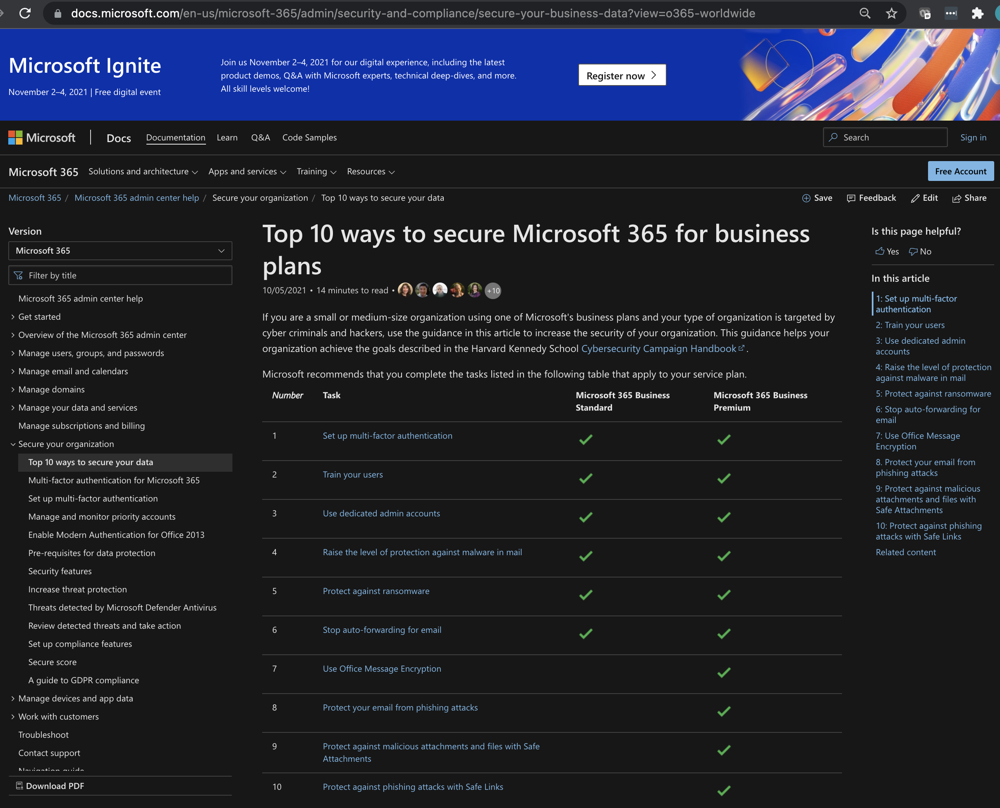 docs.microsoft.com/en-us/microsoft-365/admin/security-and-compliance/secure-your-business-data?view=o365-worldwide
Microsoft Ignite
November 2–4, 2021 | Free digital event
Join us November 2–4, 2021 for our digital experience, including the latest
product demos, Q&A with Microsoft experts, technical deep-dives, and more.
All skill levels welcome!
Register now
Microsoft
Docs
Documentation
Learn
Q&A
Code Samples
Search
Sign in
Microsoft 365
Solutions and architecture
Apps and services
Training
Resources
Free Account
Microsoft 365 / Microsoft 365 admin center help / Secure your organization / Top 10 ways to secure your data
Save
Feedback
Edit
Share
Version
Microsoft 365
Filter by title
Microsoft 365 admin center help
Get started
Overview of the Microsoft 365 admin center
Manage users, groups, and passwords
Manage email and calendars
Manage domains
Manage your data and services
Manage subscriptions and billing
Secure your organization
Top 10 ways to secure your data
Multi-factor authentication for Microsoft 365
Set up multi-factor authentication
Manage and monitor priority accounts
Enable Modern Authentication for Office 2013
Pre-requisites for data protection
Security features
Increase threat protection
Threats detected by Microsoft Defender Antivirus
Review detected threats and take action
Set up compliance features
Secure score
A guide to GDPR compliance
Manage devices and app data
Work with customers
Troubleshoot
Contact support
Navigation guide
Download PDF
Top 10 ways to secure Microsoft 365 for business
plans
10/05/2021 • 14 minutes to read • +10
If you are a small or medium-size organization using one of Microsoft's business plans and your type of organization is targeted by
cyber criminals and hackers, use the guidance in this article to increase the security of your organization. This guidance helps your
organization achieve the goals described in the Harvard Kennedy School Cybersecurity Campaign Handbook .
Microsoft recommends that you complete the tasks listed in the following table that apply to your service plan.
Number Task Microsoft 365 Business Microsoft 365 Business
Standard Premium
1 Set up multi-factor authentication
2 Train your users
3 Use dedicated admin accounts
4 Raise the level of protection against malware in mail
5 Protect against ransomware
6 Stop auto-forwarding for email
7 Use Office Message Encryption
8 Protect your email from phishing attacks
9 Protect against malicious attachments and files with Safe
Attachments
10 Protect against phishing attacks with Safe Links
Is this page helpful?
Yes No
In this article
1: Set up multi-factor
authentication
2: Train your users
3: Use dedicated admin
accounts
4: Raise the level of protection
against malware in mail
5: Protect against ransomware
6: Stop auto-forwarding for
email
7: Use Office Message
Encryption
8. Protect your email from
phishing attacks
9: Protect against malicious
attachments and files with
Safe Attachments
10: Protect against phishing
attacks with Safe Links
Related content